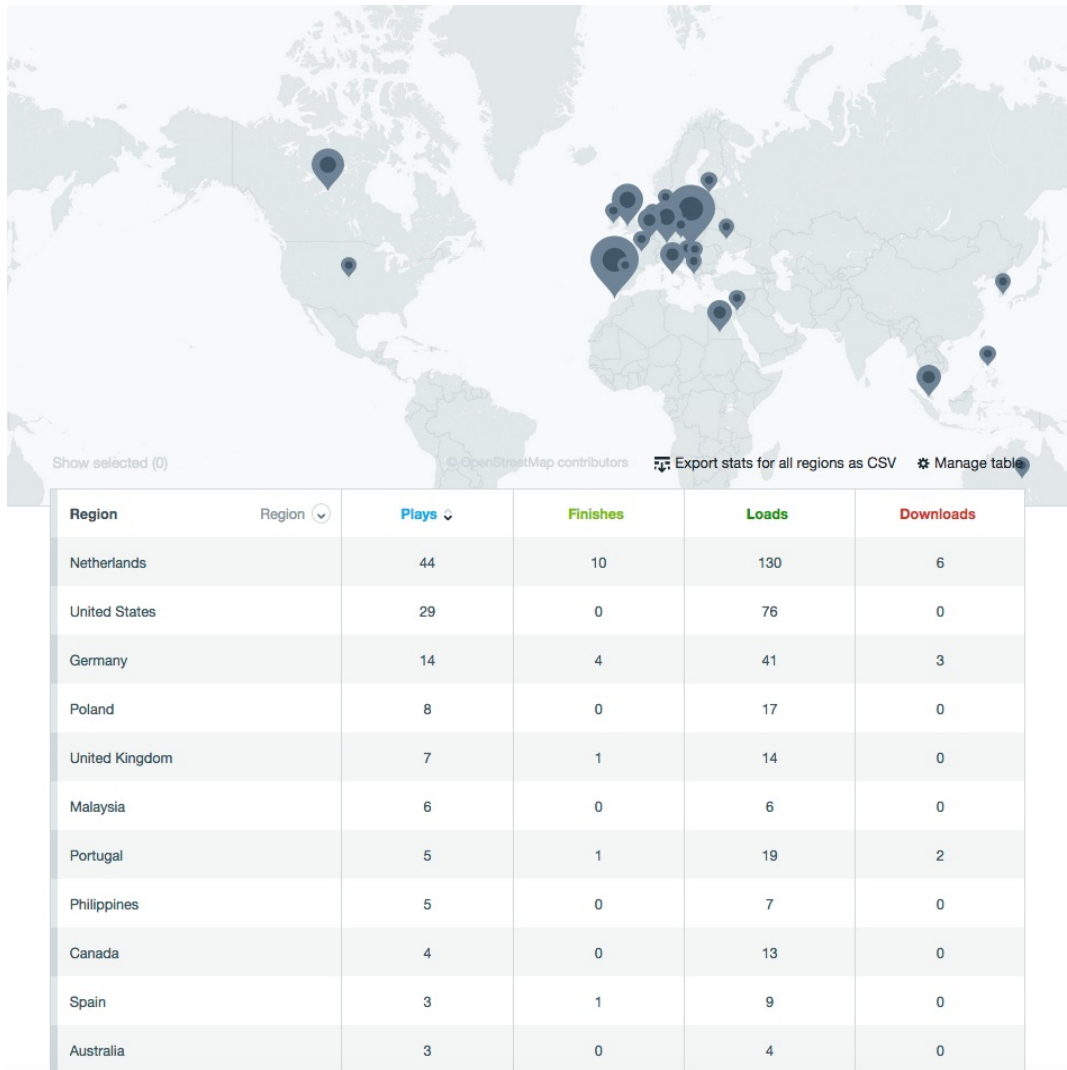 Show selected (0)
© OpenStreetMap contributors
Export stats for all regions as CSV
Manage table
Region Region Plays Finishes Loads Downloads
Netherlands 44 10 130 6
United States 29 0 76 0
Germany 14 4 41 3
Poland 8 0 17 0
United Kingdom 7 1 14 0
Malaysia 6 0 6 0
Portugal 5 1 19 2
Philippines 5 0 7 0
Canada 4 0 13 0
Spain 3 1 9 0
Australia 3 0 4 0